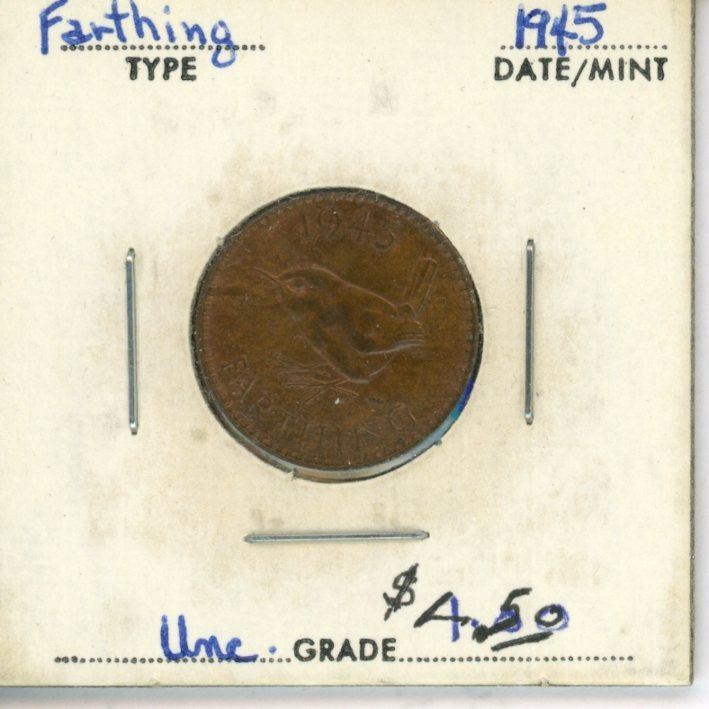 Farthing 1945
TYPE DATE/MINT
1945
FARTHING
$4.50
Unc. GRADE